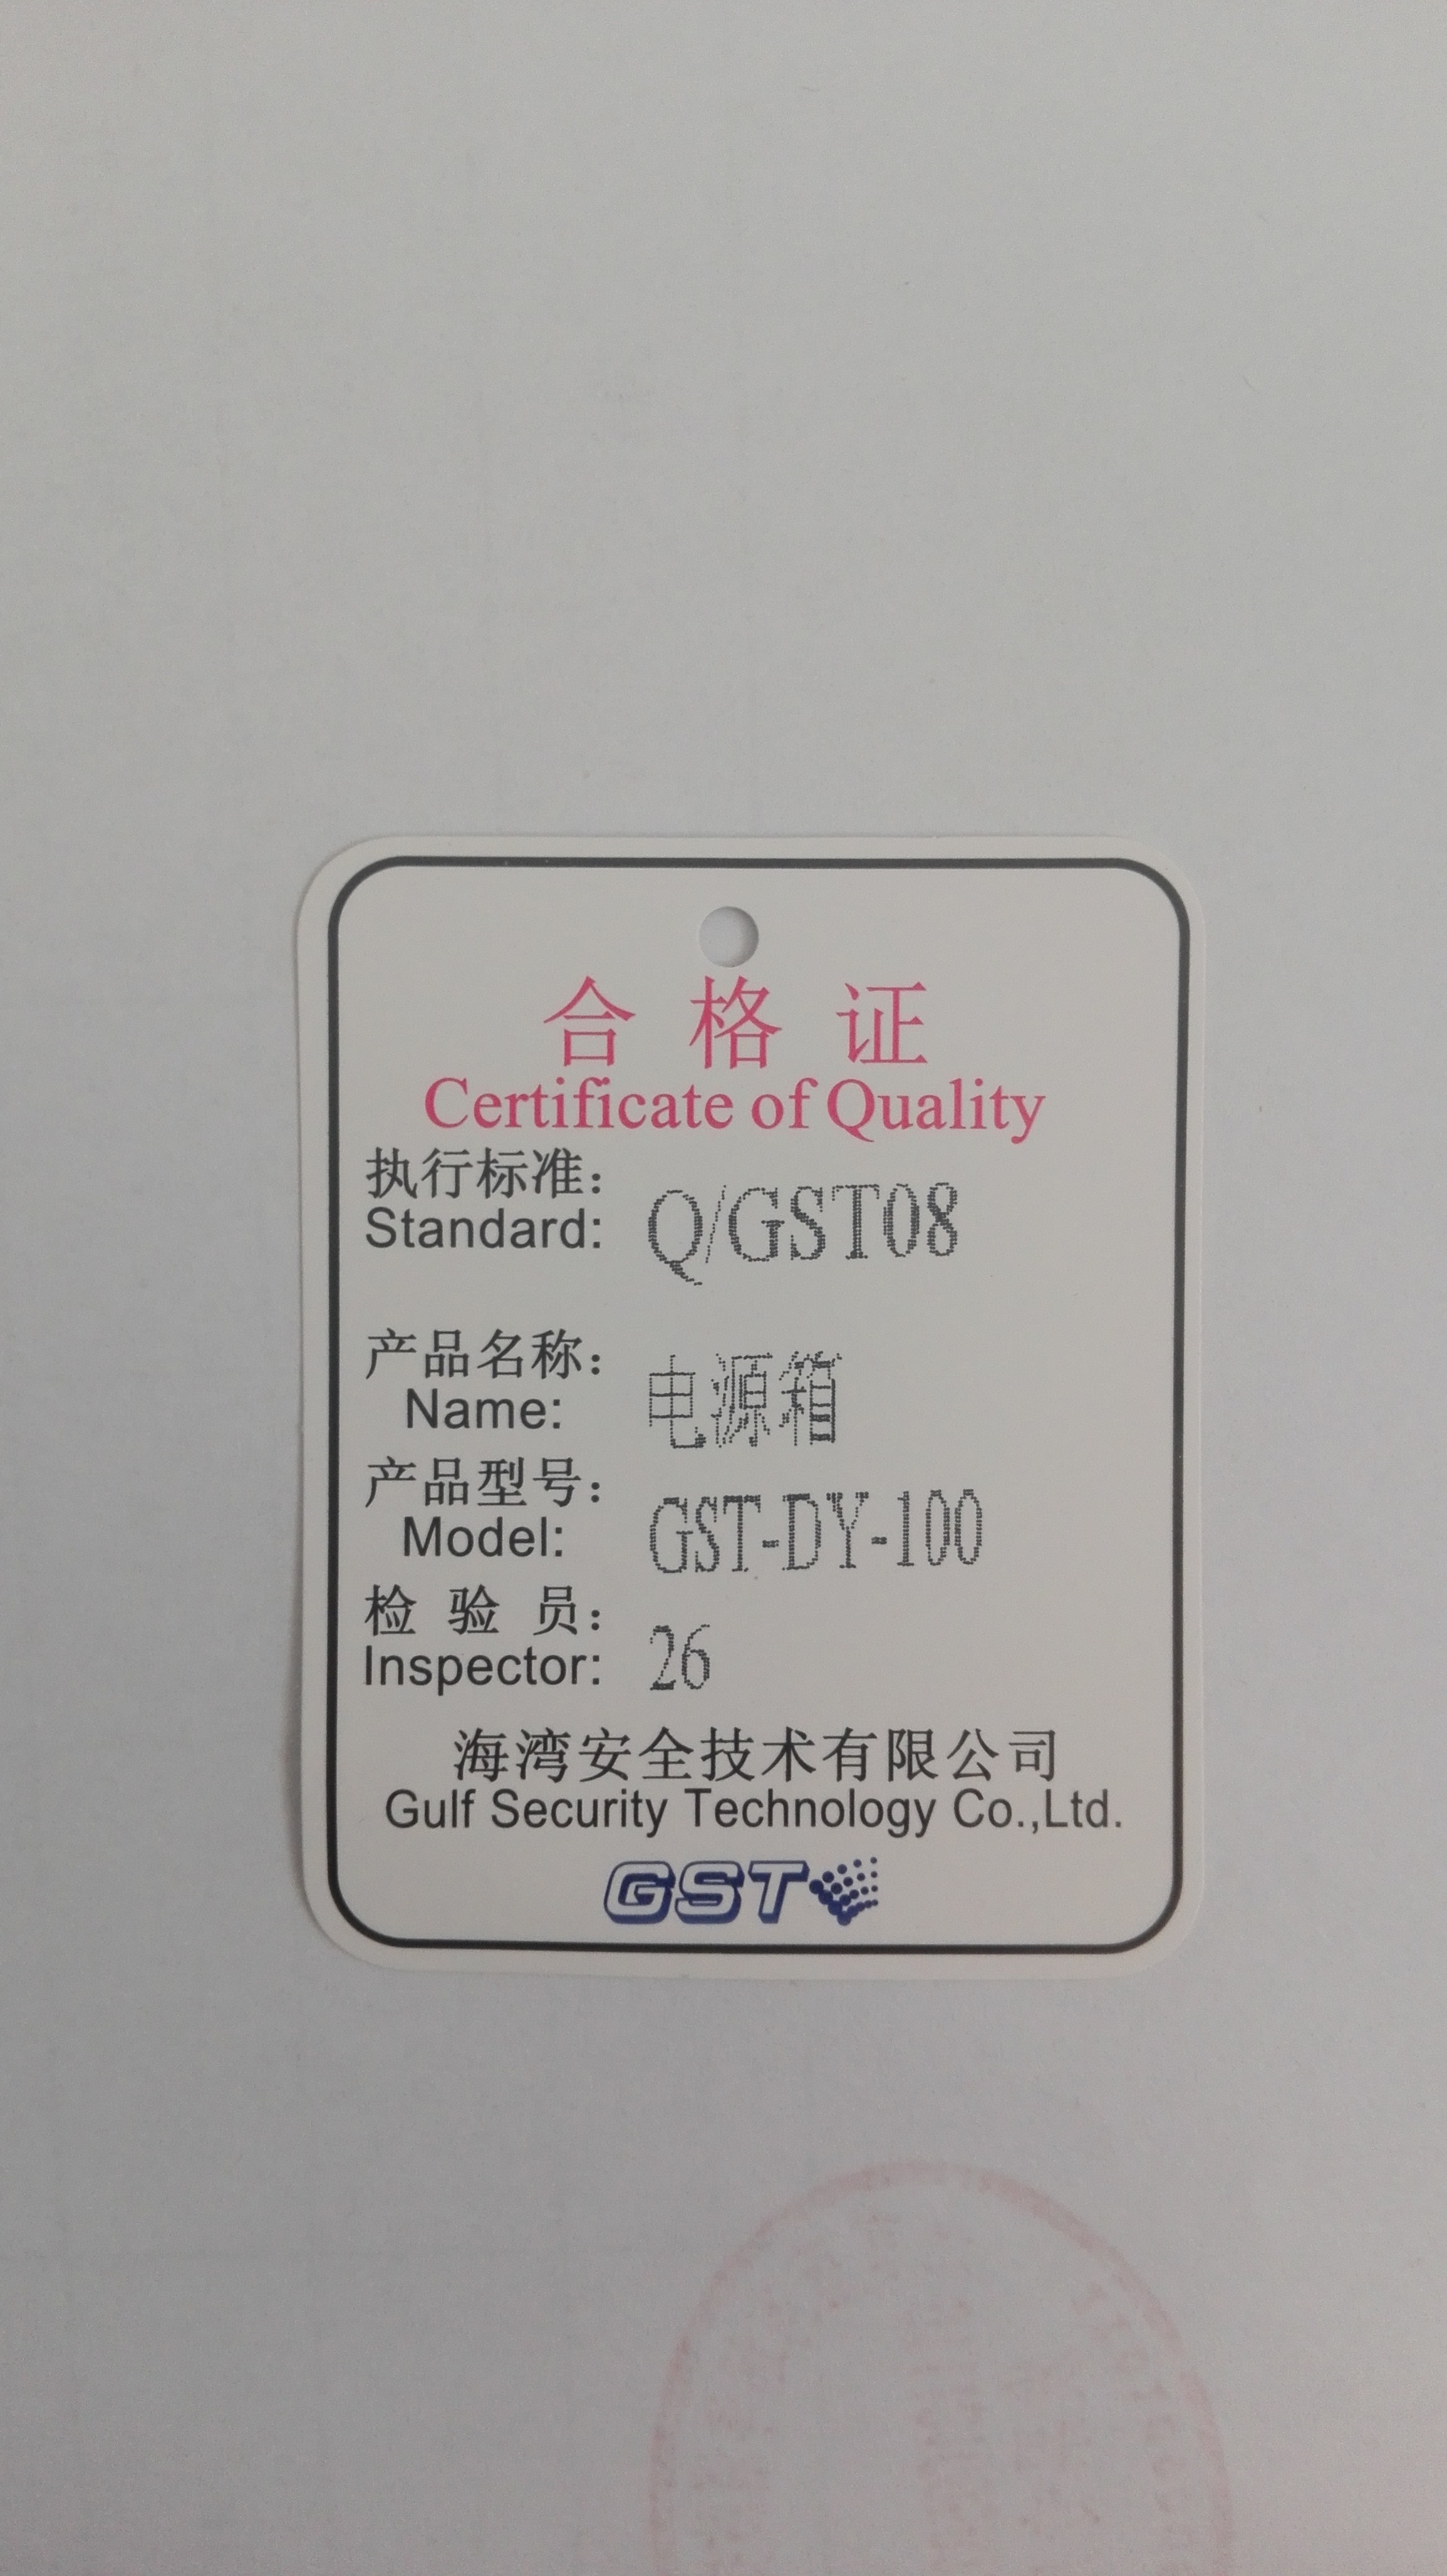 合格证
Certificate of Quality
执行标准：
Standard: Q/GST08
产品名称：
Name: 电源箱
产品型号：
Model: GST-DY-100
检验员：
Inspector: 26
海湾安全技术有限公司
Gulf Security Technology Co.,Ltd.
GST